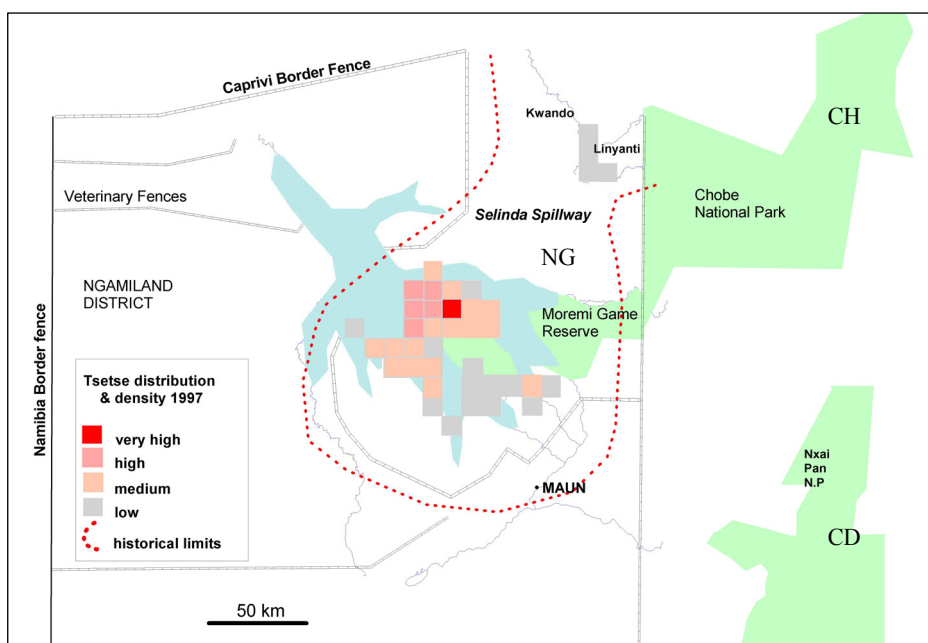 Caprivi Border Fence
Kwando
CH
Linyanti
Veterinary Fences
Chobe
National Park
Selinda Spillway
NG
NGAMILAND
DISTRICT
Moremi Game
Reserve
Namibia Border fence
Tsetse distribution
& density 1997
very high
high
medium
low
historical limits
Nxai
Pan
N.P
MAUN
CD
50 km